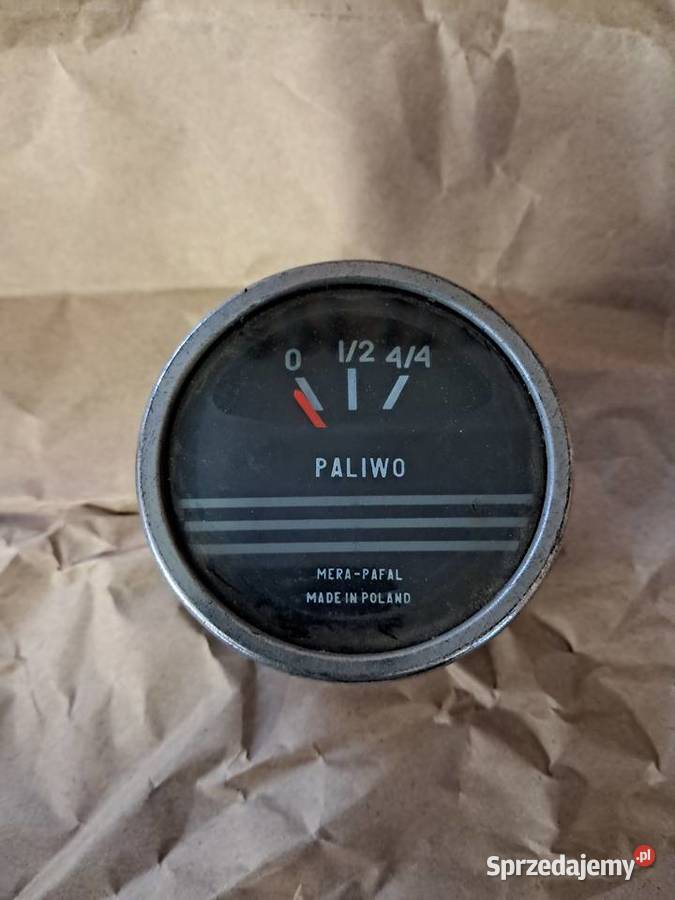 0 1/2 4/4
PALIWO
MERA-PAFAL
MADE IN POLAND
Sprzedajemy.pl